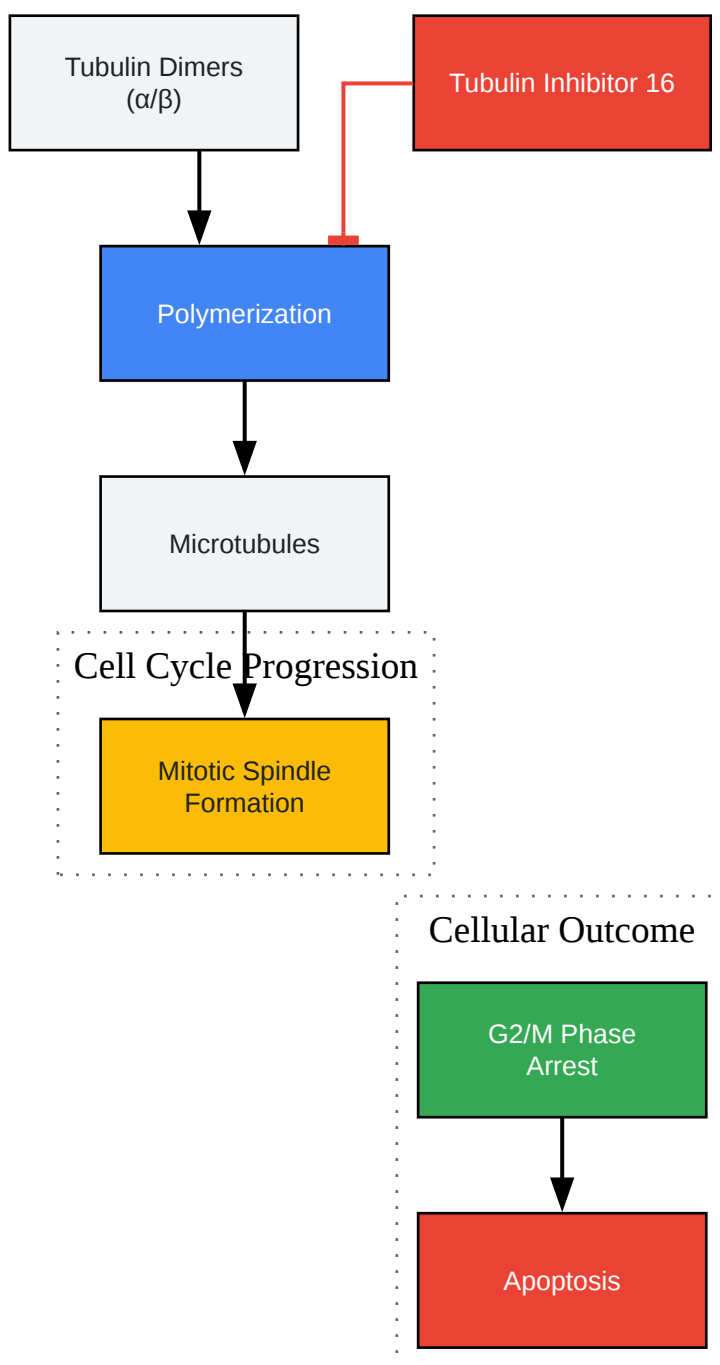 Tubulin Dimers
(α/β)
Tubulin Inhibitor 16
Polymerization
Microtubules
Cell Cycle Progression
Mitotic Spindle
Formation
Cellular Outcome
G2/M Phase
Arrest
Apoptosis